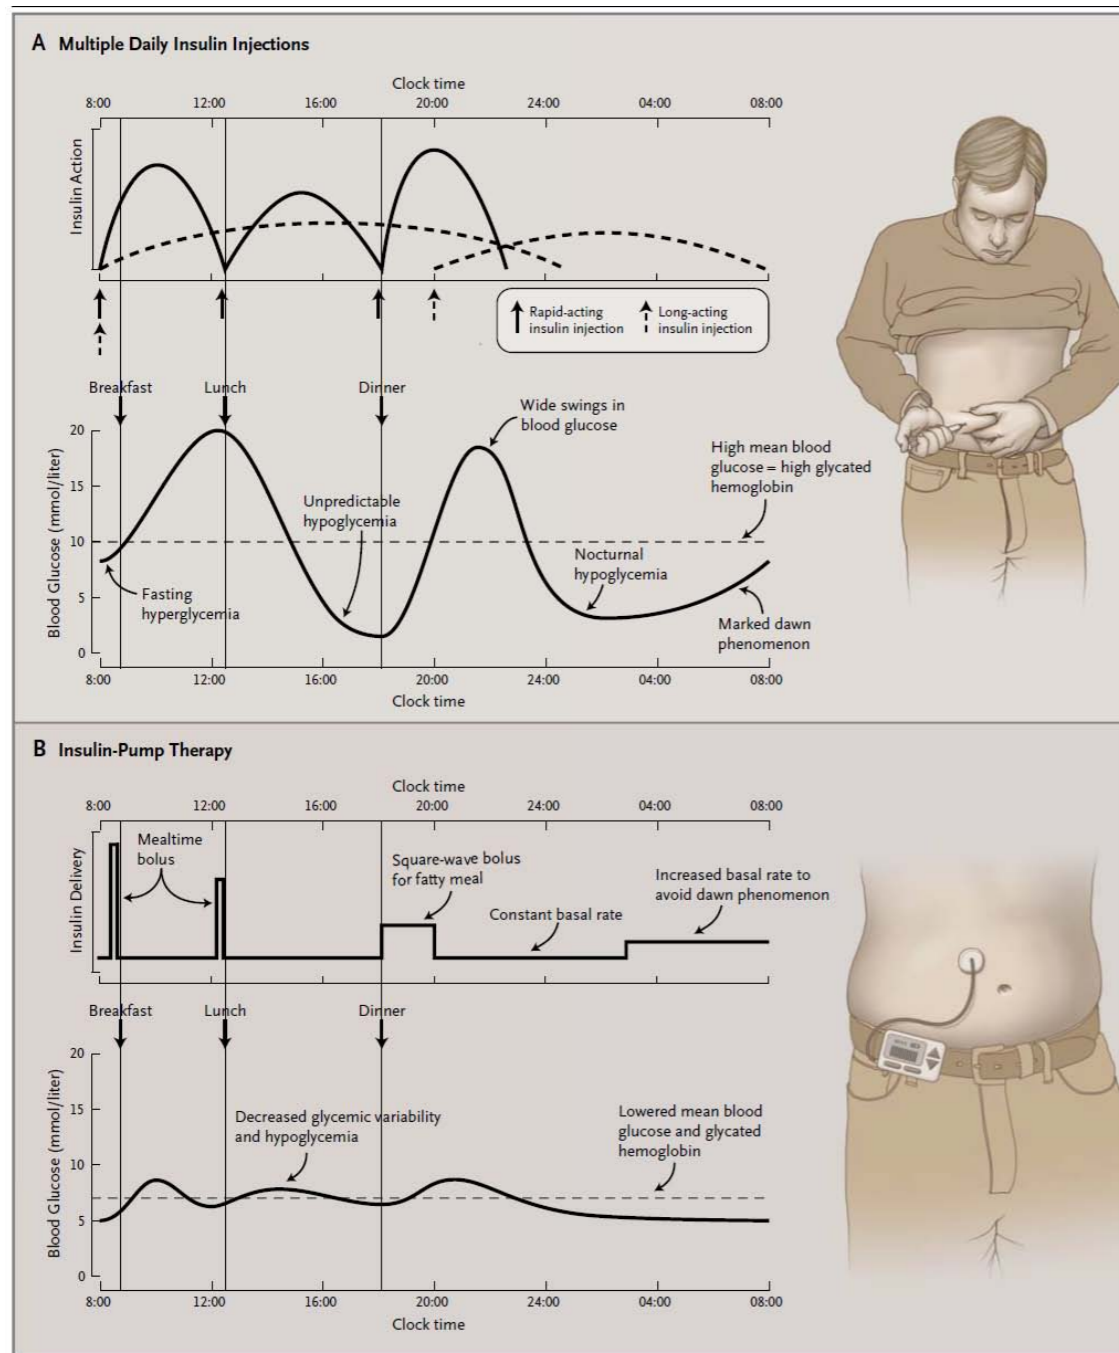 A Multiple Daily Insulin Injections
Clock time
8:00 12:00 16:00 20:00 24:00 04:00 08:00
Insulin Action
Rapid-acting
insulin injection
Long-acting
insulin injection
Breakfast Lunch Dinner
Blood Glucose (mmol/liter)
20
15
10
5
0
Wide swings in
blood glucose
High mean blood
glucose = high glycated
hemoglobin
Unpredictable
hypoglycemia
Nocturnal
hypoglycemia
Fasting
hyperglycemia
Marked dawn
phenomenon
8:00 12:00 16:00 20:00 24:00 04:00 08:00
Clock time
B Insulin-Pump Therapy
Clock time
8:00 12:00 16:00 20:00 24:00 04:00 08:00
Insulin Delivery
Mealtime
bolus
Square-wave bolus
for fatty meal
Constant basal rate
Increased basal rate to
avoid dawn phenomenon
Breakfast Lunch Dinner
Blood Glucose (mmol/liter)
20
15
10
5
0
Decreased glycemic variability
and hypoglycemia
Lowered mean blood
glucose and glycated
hemoglobin
8:00 12:00 16:00 20:00 24:00 04:00 08:00
Clock time